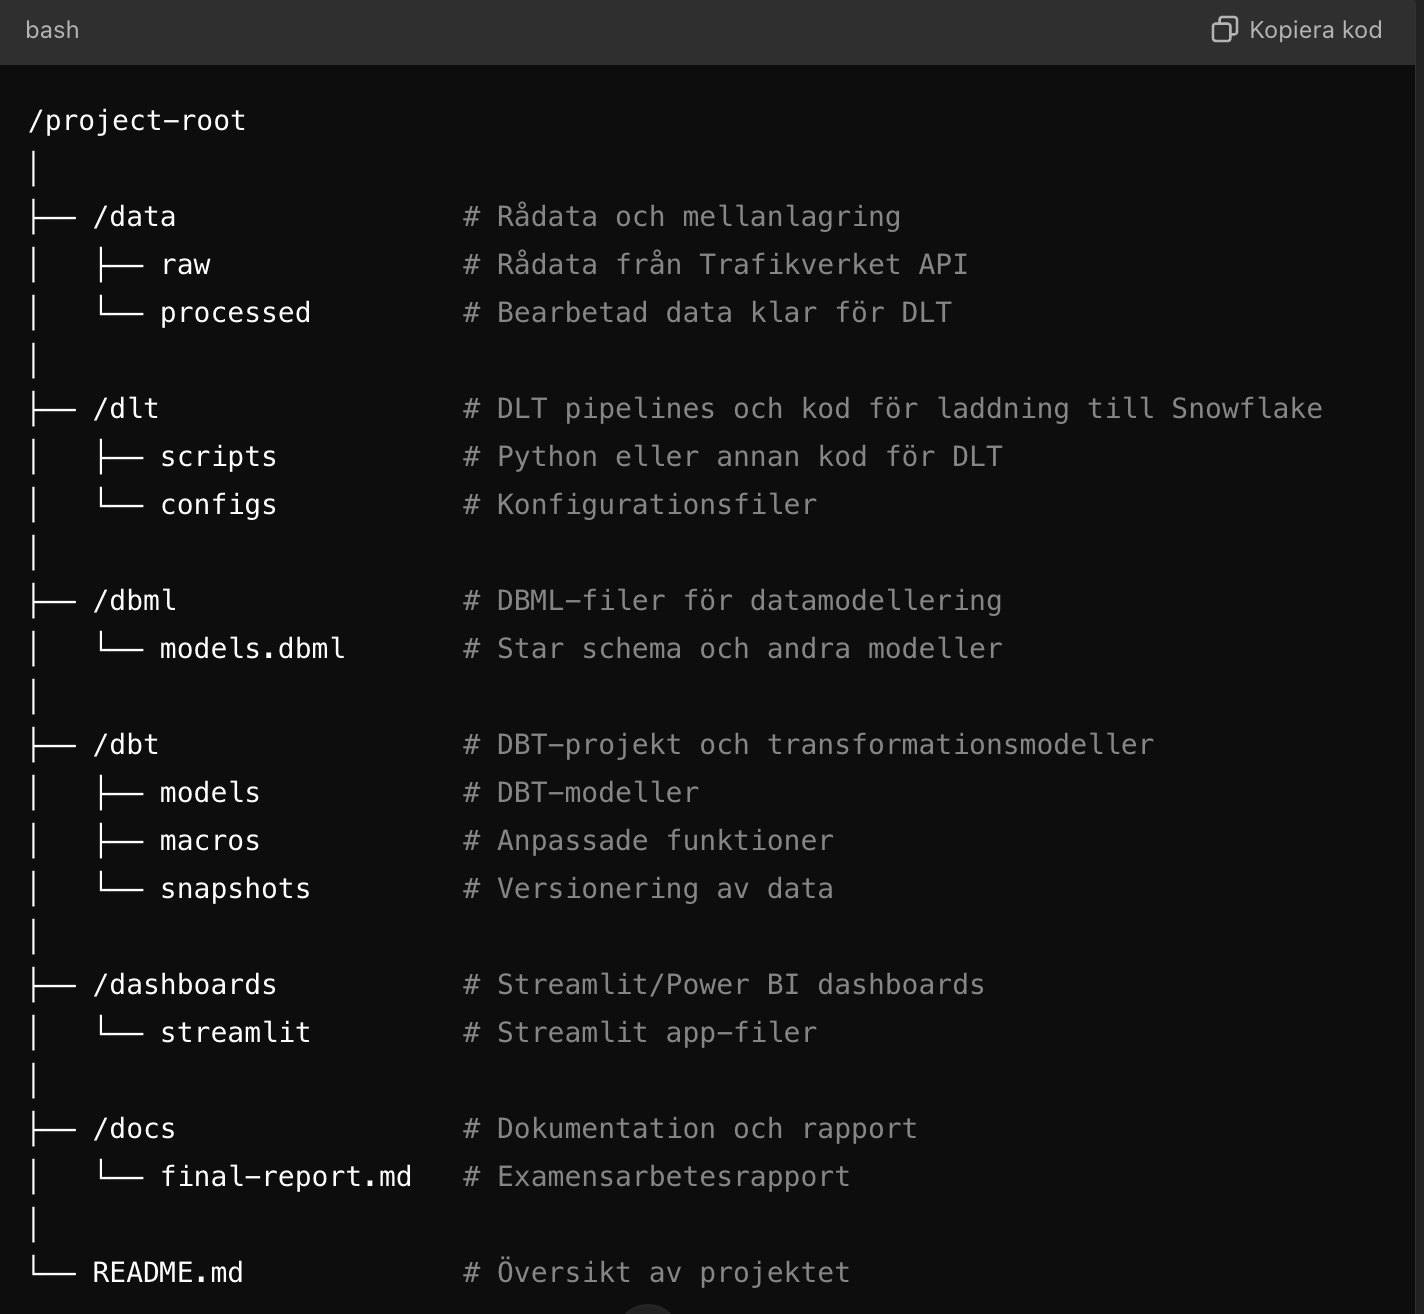 bash
Kopiera kod
/project-root
│
├── /data                 # Rådata och mellanlagring
│   ├── raw               # Rådata från Trafikverket API
│   └── processed         # Bearbetad data klar för DLT
│
├── /dlt                  # DLT pipelines och kod för laddning till Snowflake
│   ├── scripts           # Python eller annan kod för DLT
│   └── configs           # Konfigurationsfiler
│
├── /dbml                 # DBML-filer för datamodellering
│   └── models.dbml       # Star schema och andra modeller
│
├── /dbt                  # DBT-projekt och transformationsmodeller
│   ├── models            # DBT-modeller
│   ├── macros            # Anpassade funktioner
│   └── snapshots         # Versionering av data
│
├── /dashboards           # Streamlit/Power BI dashboards
│   └── streamlit         # Streamlit app-filer
│
├── /docs                 # Dokumentation och rapport
│   └── final-report.md   # Examensarbetesrapport
│
└── README.md             # Översikt av projektet